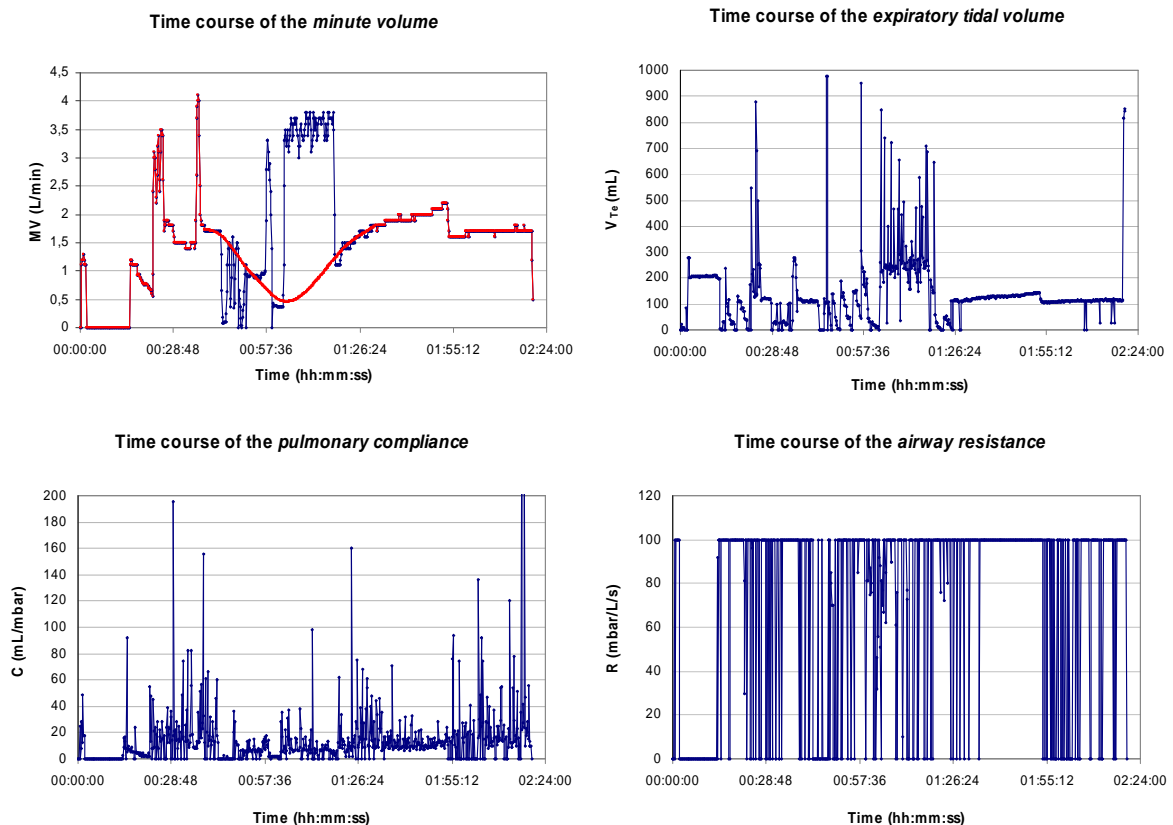 Time course of the minute volume
MV (L/min)
4,5
4
3,5
3
2,5
2
1,5
1
0,5
0
00:00:00 00:28:48 00:57:36 01:26:24 01:55:12 02:24:00
Time (hh:mm:ss)
Time course of the expiratory tidal volume
VTe (mL)
1000
900
800
700
600
500
400
300
200
100
0
00:00:00 00:28:48 00:57:36 01:26:24 01:55:12 02:24:00
Time (hh:mm:ss)
Time course of the pulmonary compliance
C (mL/mbar)
200
180
160
140
120
100
80
60
40
20
0
00:00:00 00:28:48 00:57:36 01:26:24 01:55:12 02:24:00
Time (hh:mm:ss)
Time course of the airway resistance
R (mbar/L/s)
120
100
80
60
40
20
0
00:00:00 00:28:48 00:57:36 01:26:24 01:55:12 02:24:00
Time (hh:mm:ss)